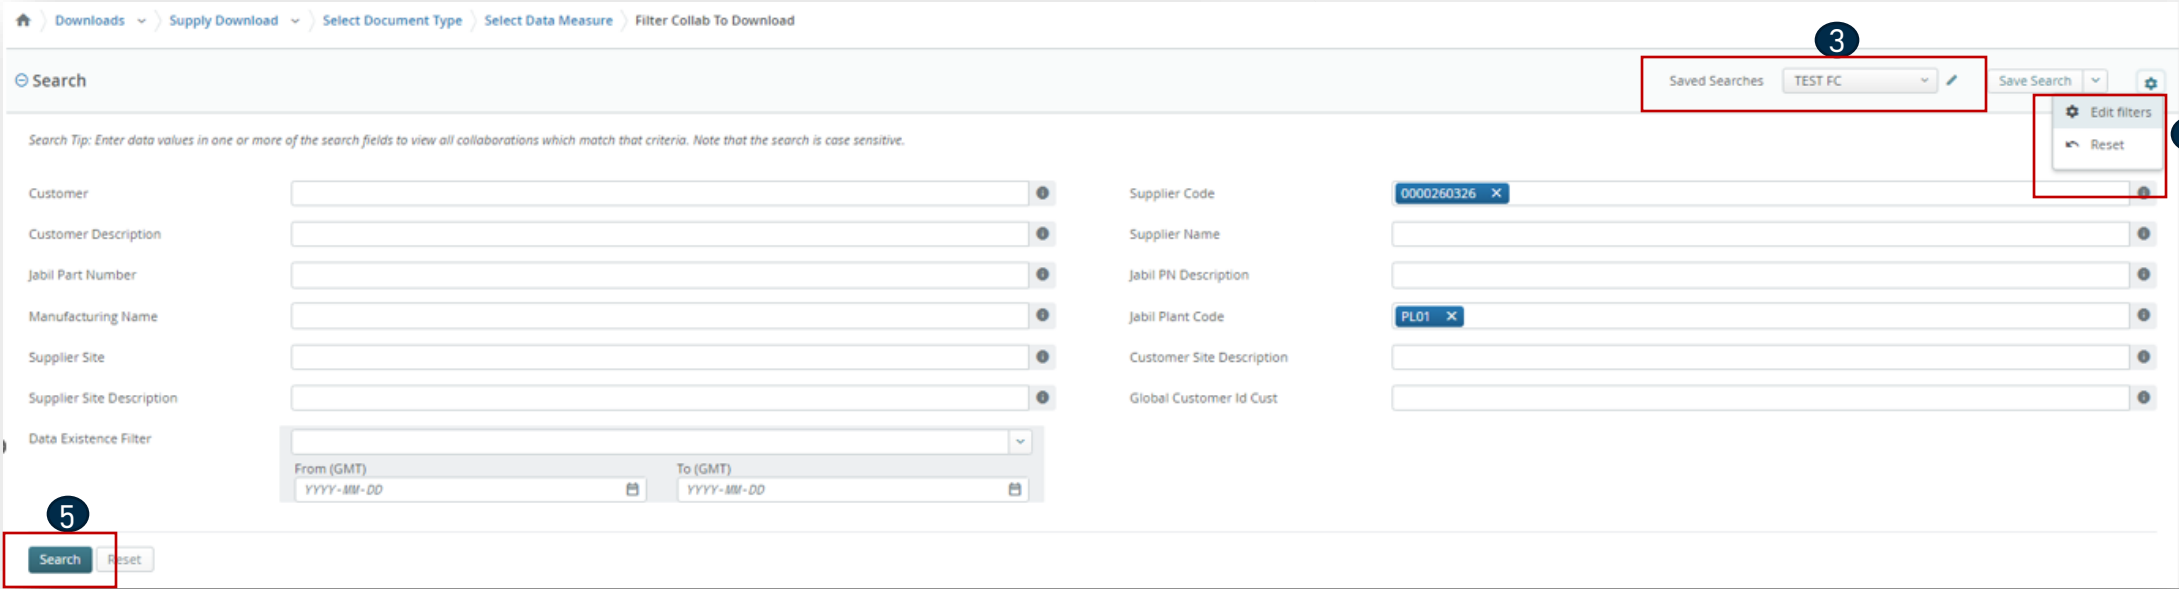 Downloads Supply Download Select Document Type Select Data Measure Filter Collab To Download
3
Search Saved Searches TEST FC Save Search
Edit filters
Search Tip: Enter data values in one or more of the search fields to view all collaborations which match that criteria. Note that the search is case sensitive.
Reset
Customer Supplier Code 0000260326
Customer Description Supplier Name
Jabil Part Number Jabil PN Description
Manufacturing Name Jabil Plant Code PL01
Supplier Site Customer Site Description
Supplier Site Description Global Customer Id Cust
Data Existence Filter
From (GMT) To (GMT)
YYYY-MM-DD YYYY-MM-DD
5
Search Reset